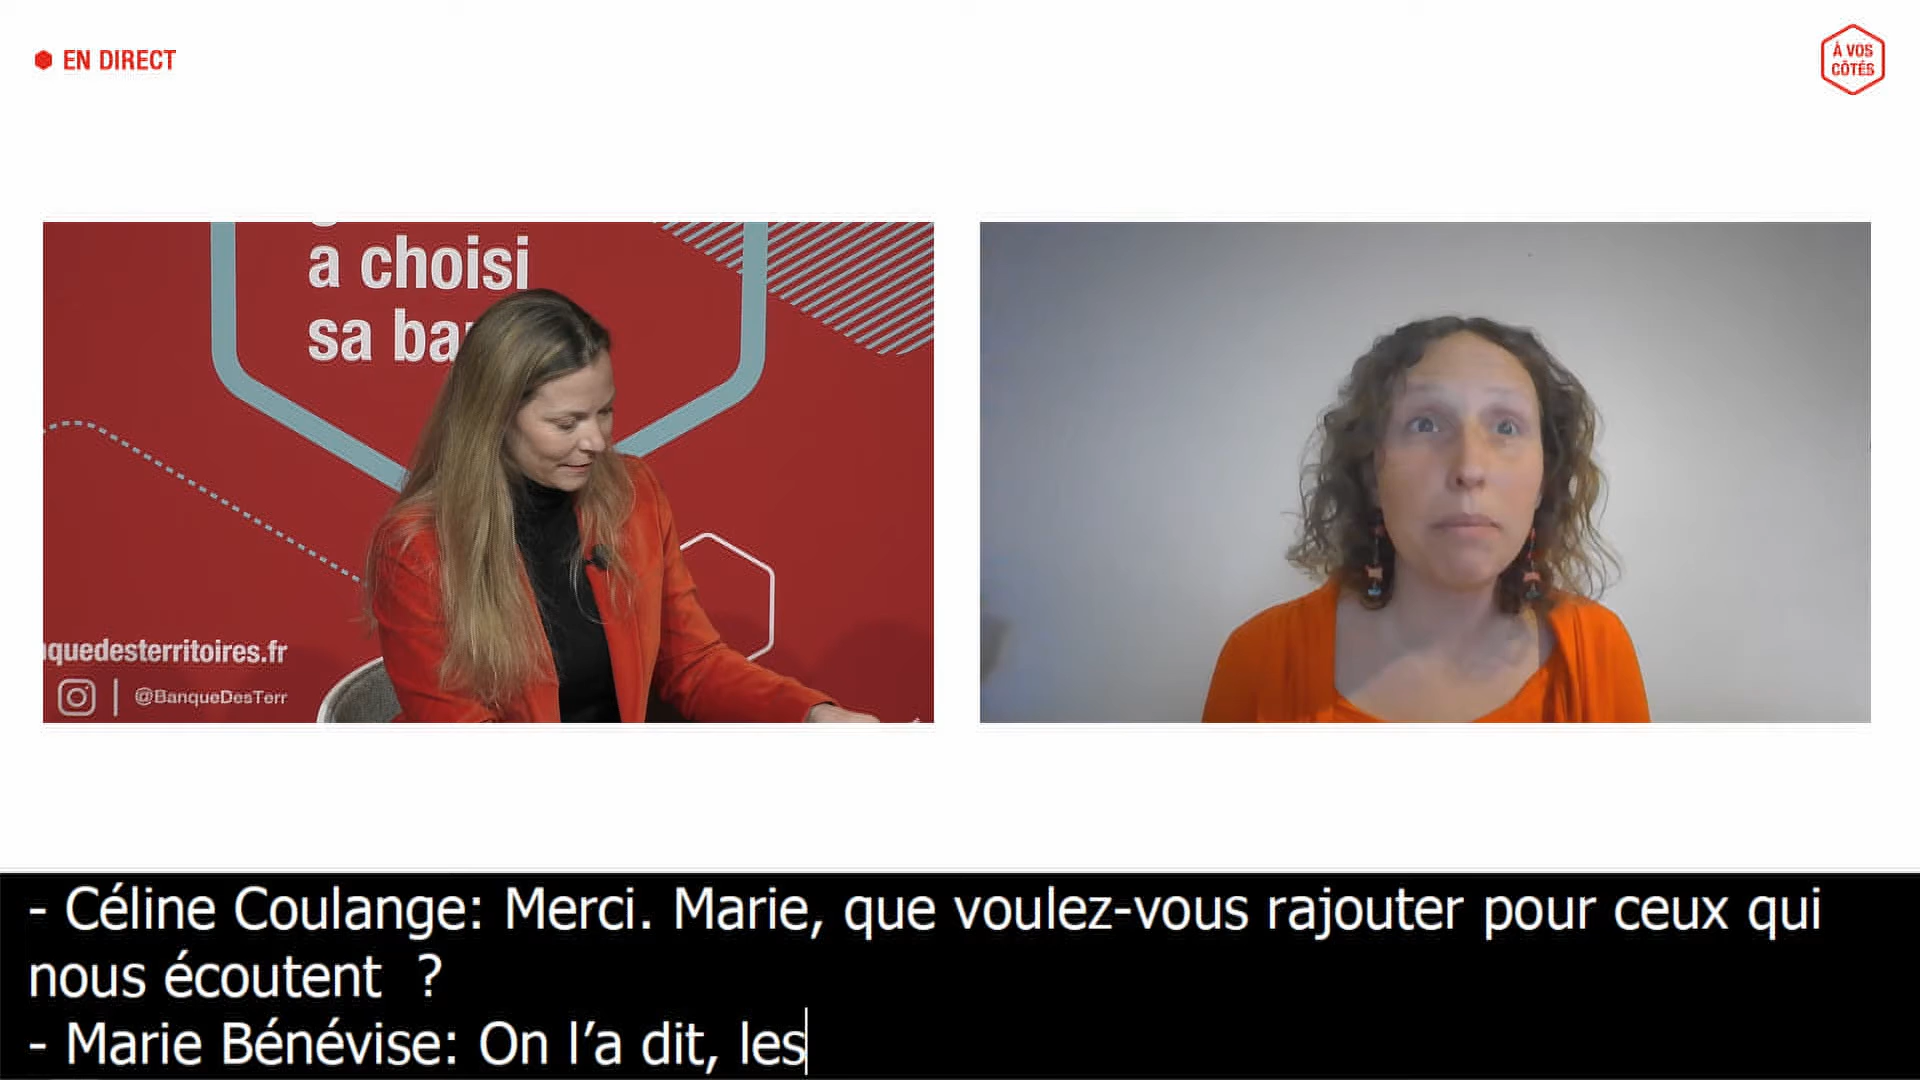 EN DIRECT
À VOS
CÔTÉS
a choisi
sa ba
quedesterritoires.fr
@BanqueDesTerr
- Céline Coulange: Merci. Marie, que voulez-vous rajouter pour ceux qui
nous écoutent  ?
- Marie Bénévise: On l’a dit, les